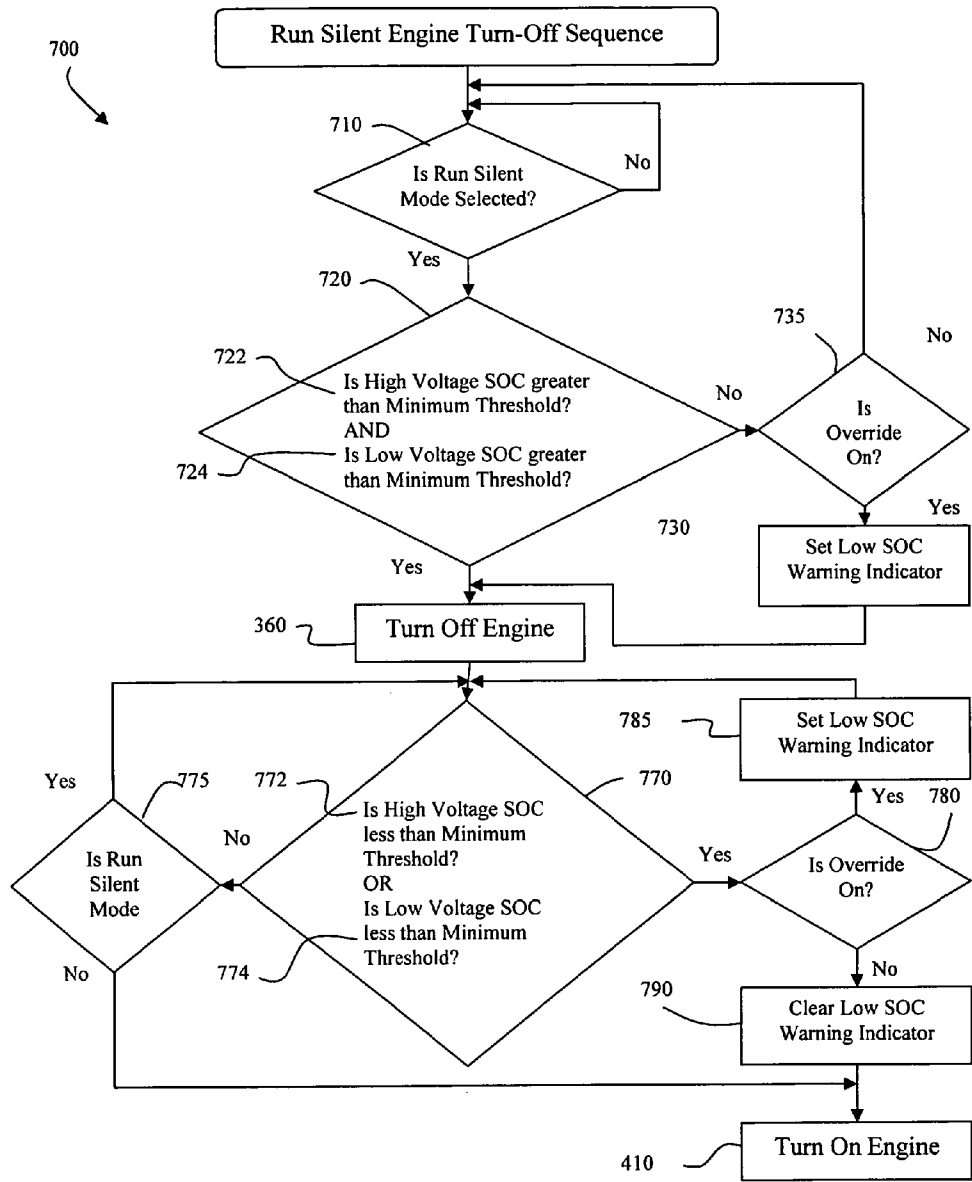 Run Silent Engine Turn-Off Sequence
700
710
No
Is Run Silent
Mode Selected?
Yes
720
735
No
722
Is High Voltage SOC greater
than Minimum Threshold?
AND
Is Low Voltage SOC greater
than Minimum Threshold?
724
No
Is
Override
On?
Yes
730
Set Low SOC
Warning Indicator
Yes
360
Turn Off Engine
785
Set Low SOC
Warning Indicator
Yes
775
772
770
Yes
780
No
Is High Voltage SOC
less than Minimum
Threshold?
OR
Is Low Voltage SOC
less than Minimum
Threshold?
Yes
Is Override
On?
Is Run
Silent
Mode
No
774
No
790
Clear Low SOC
Warning Indicator
410
Turn On Engine